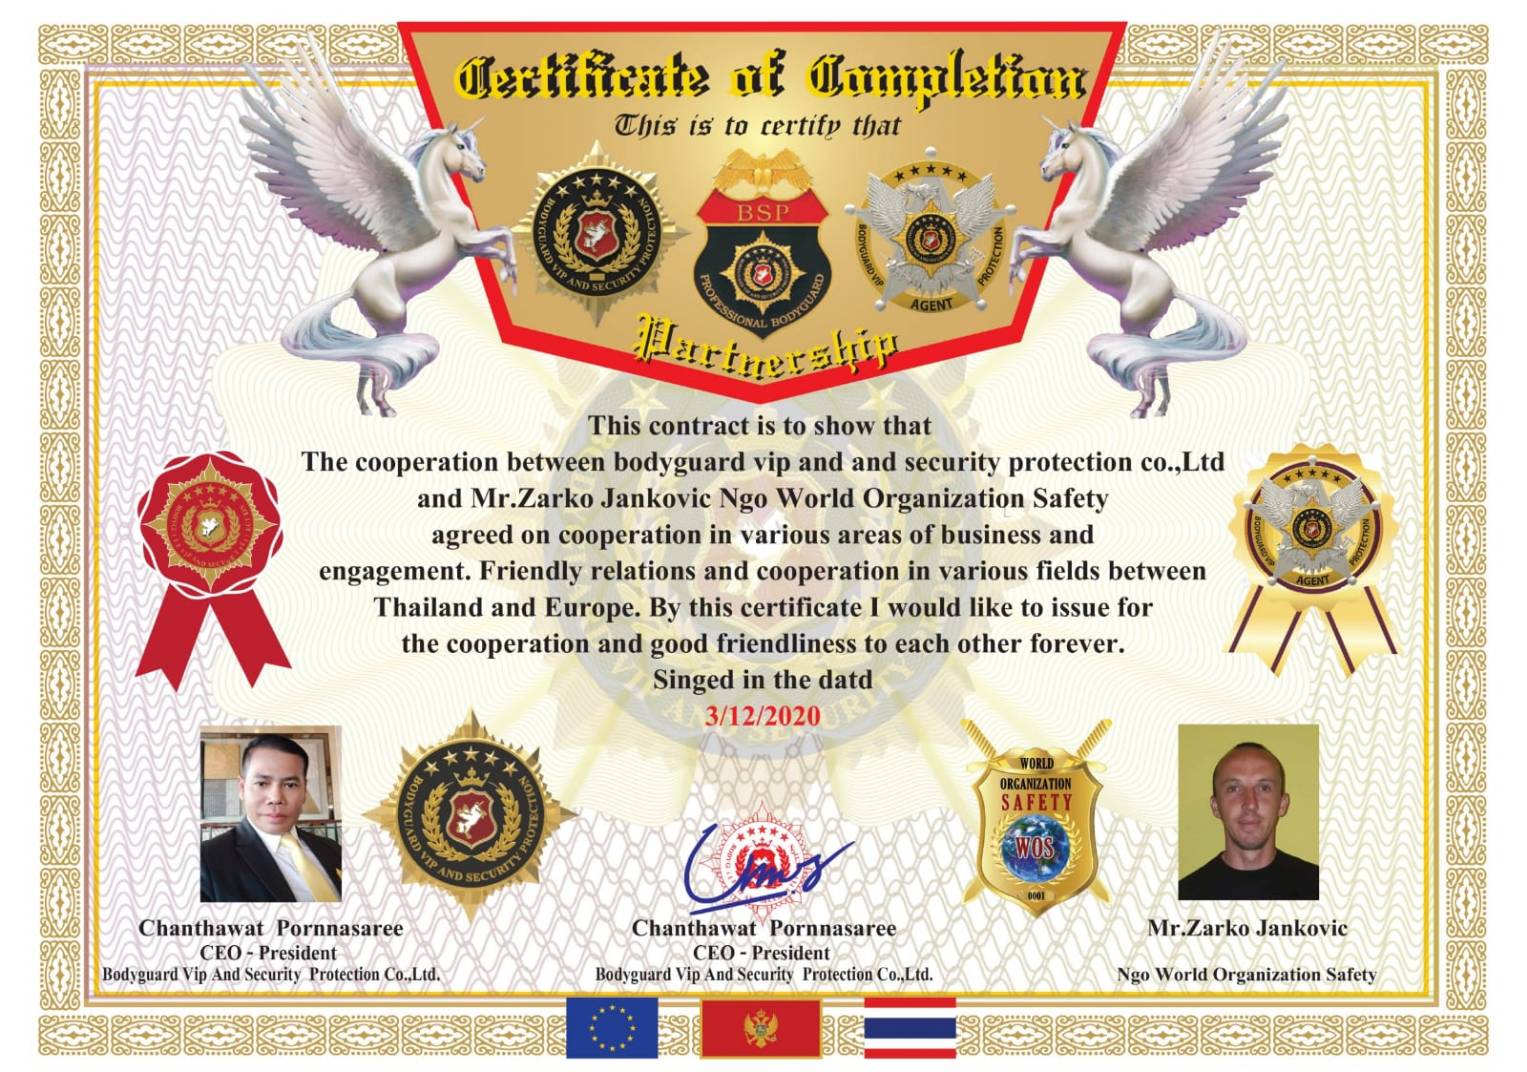 Certificate of Completion
This is to certify that
BODYGUARD VIP AND SECURITY PROTECTION
BSP
PROFESSIONAL BODYGUARD
BODYGUARD VIP PROTECTION
AGENT
Partnership
This contract is to show that
The cooperation between bodyguard vip and and security protection co.,Ltd
and Mr.Zarko Jankovic Ngo World Organization Safety
agreed on cooperation in various areas of business and
engagement. Friendly relations and cooperation in various fields between
Thailand and Europe. By this certificate I would like to issue for
the cooperation and good friendliness to each other forever.
Singed in the datd
3/12/2020
BODYGUARD VIP PROTECTION
AGENT
BODYGUARD VIP AND SECURITY PROTECTION
WORLD
ORGANIZATION
SAFETY
WOS
0001
Chanthawat Pornnasaree
CEO - President
Bodyguard Vip And Security Protection Co.,Ltd.
Chanthawat Pornnasaree
CEO - President
Bodyguard Vip And Security Protection Co.,Ltd.
Mr.Zarko Jankovic
Ngo World Organization Safety